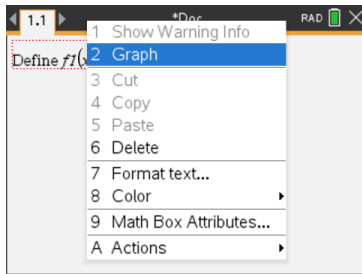 1.1 *Doc RAD
Define f1(x
1 Show Warning Info
2 Graph
3 Cut
4 Copy
5 Paste
6 Delete
7 Format text...
8 Color
9 Math Box Attributes...
A Actions